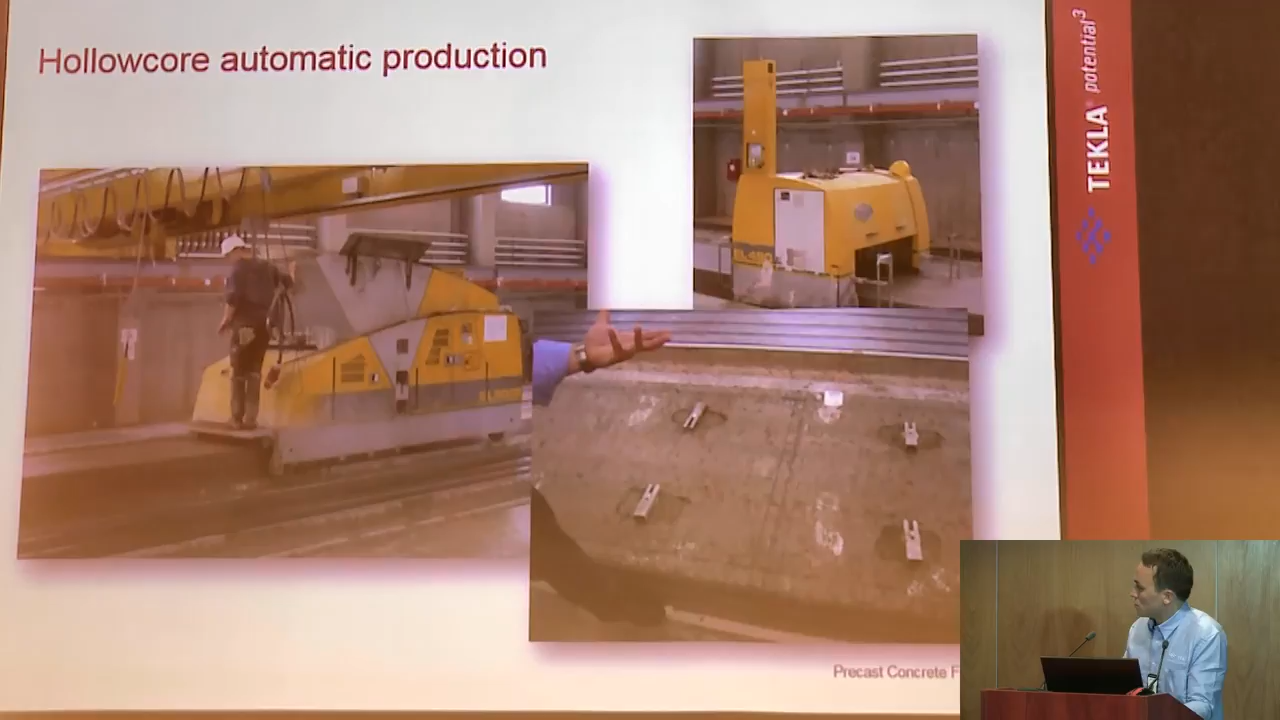 Hollowcore automatic production
TEKLA® potential³
Precast Concrete F